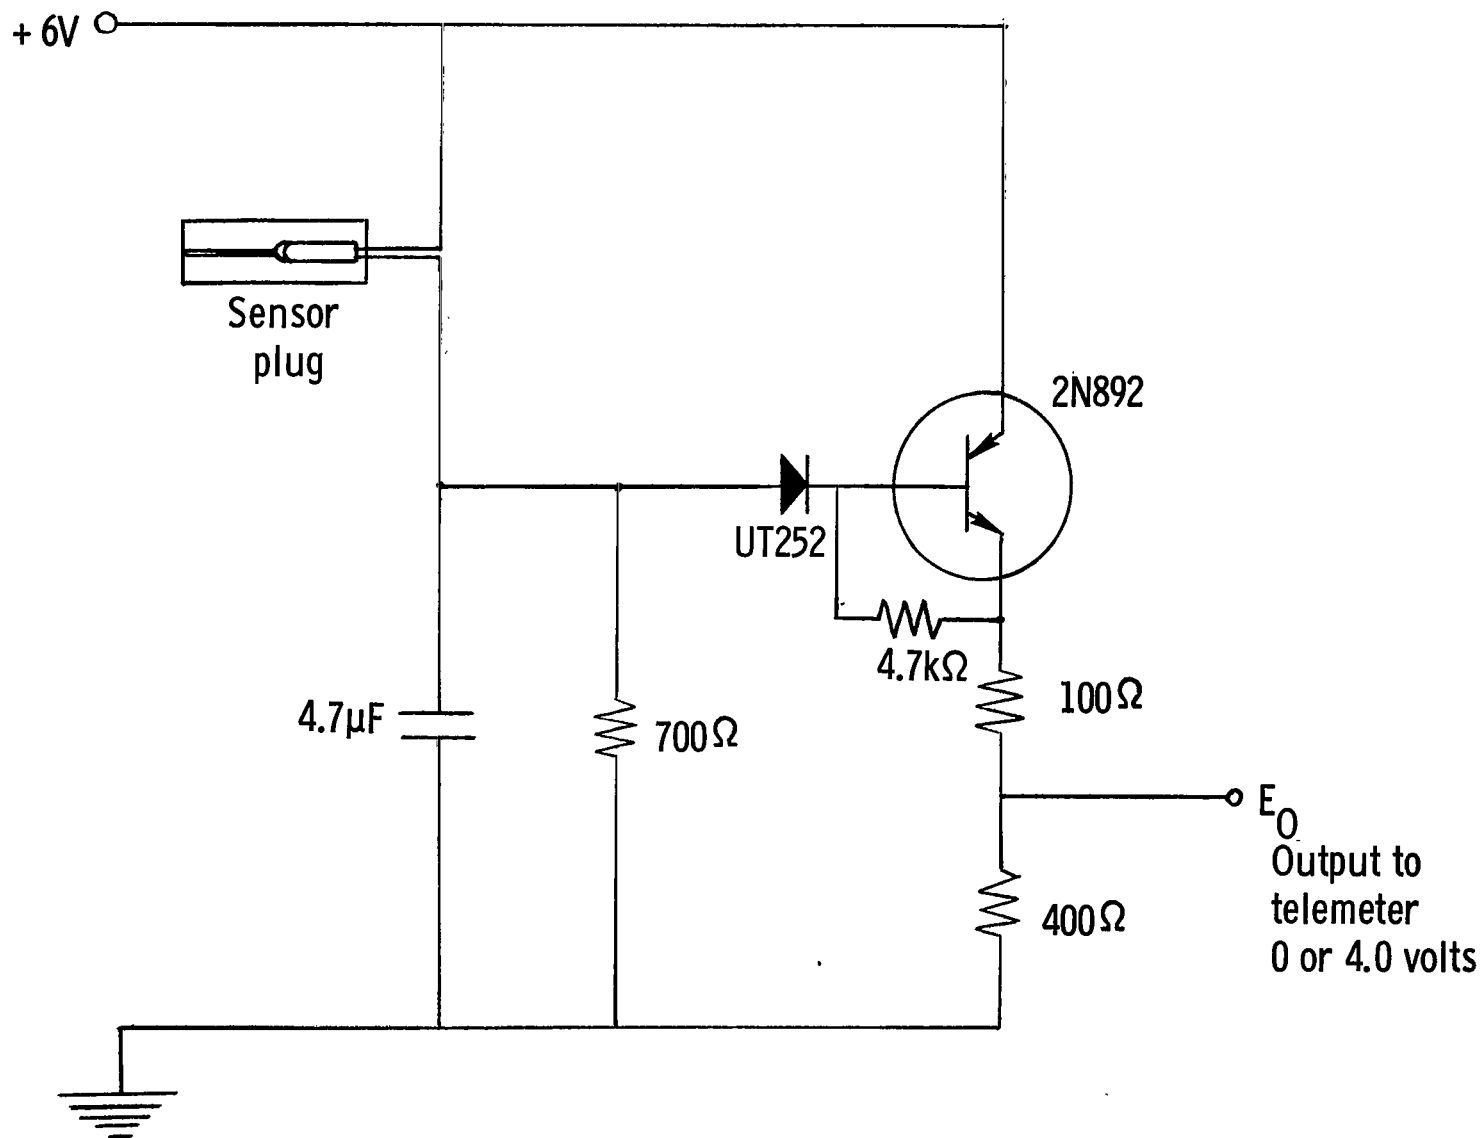 + 6V
Sensor
plug
2N892
UT252
4.7kΩ
100Ω
4.7μF
700Ω
E₀
Output to
telemeter
0 or 4.0 volts
400Ω